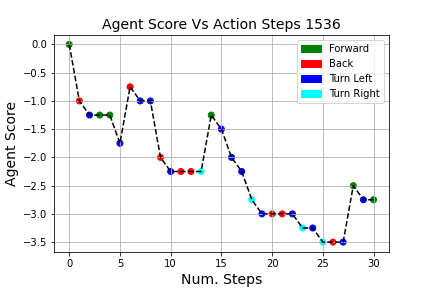 Agent Score Vs Action Steps 1536
Agent Score
0.0
−0.5
−1.0
−1.5
−2.0
−2.5
−3.0
−3.5
Forward
Back
Turn Left
Turn Right
0 5 10 15 20 25 30
Num. Steps